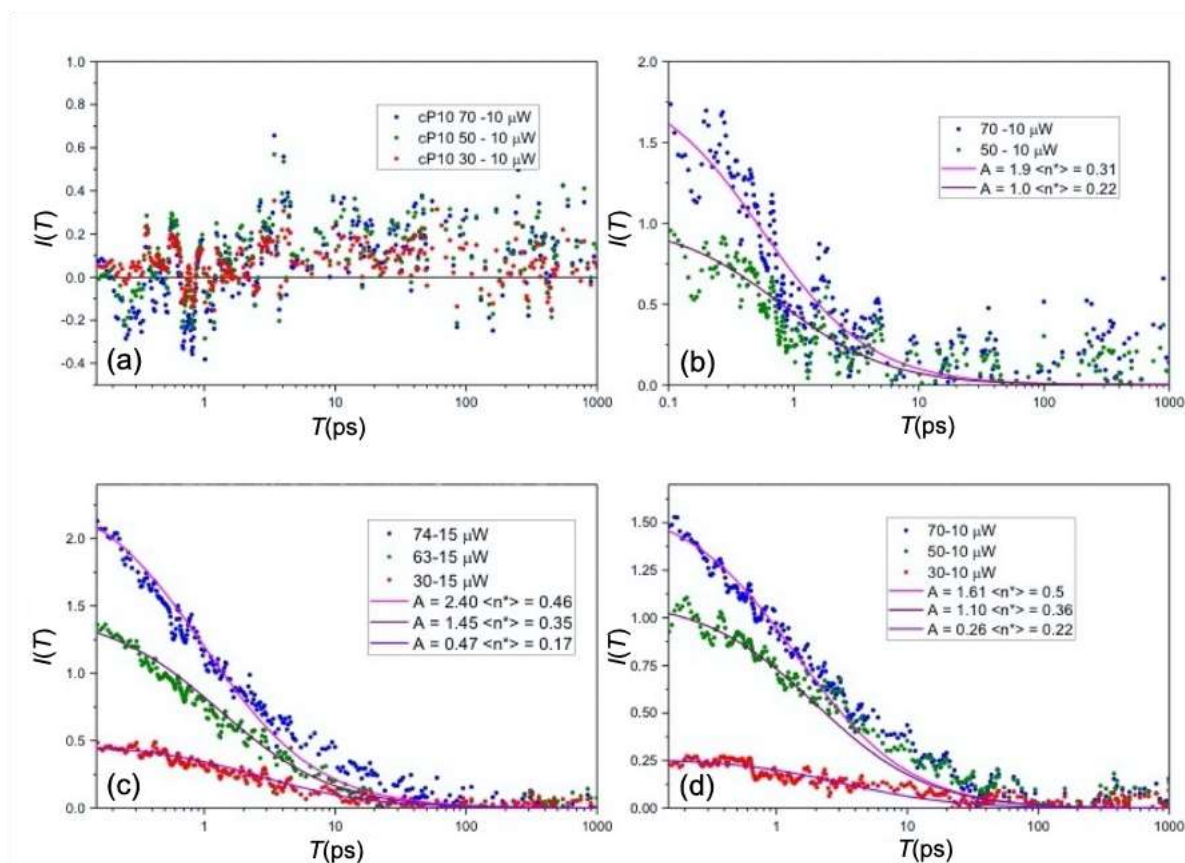 1.0
0.8
0.6
0.4
0.2
0.0
-0.2
-0.4
I(T)
cP10 70 -10 μW
cP10 50 - 10 μW
cP10 30 - 10 μW
(a)
1
10
100
1000
T(ps)
2.0
1.5
1.0
0.5
0.0
I(T)
70 -10 μW
50 - 10 μW
A = 1.9 <n*> = 0.31
A = 1.0 <n*> = 0.22
(b)
0.1
1
10
100
1000
T(ps)
2.0
1.5
1.0
0.5
0.0
I(T)
74-15 μW
63-15 μW
30-15 μW
A = 2.40 <n*> = 0.46
A = 1.45 <n*> = 0.35
A = 0.47 <n*> = 0.17
(c)
1
10
100
1000
T(ps)
1.50
1.25
1.00
0.75
0.50
0.25
0.00
I(T)
70-10 μW
50-10 μW
30-10 μW
A = 1.61 <n*> = 0.5
A = 1.10 <n*> = 0.36
A = 0.26 <n*> = 0.22
(d)
1
10
100
1000
T(ps)